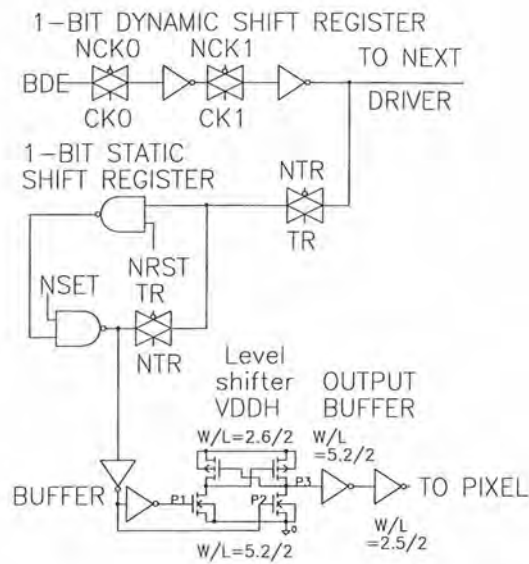 1-BIT DYNAMIC SHIFT REGISTER
NCK0
NCK1
TO NEXT
BDE
DRIVER
CK0
CK1
1-BIT STATIC
SHIFT REGISTER
NTR
TR
NRST
NSET
TR
NTR
Level
shifter
VDDH
OUTPUT
BUFFER
W/L=2.6/2
W/L
=5.2/2
BUFFER
P1
P2
P3
TO PIXEL
0
W/L=5.2/2
W/L
=2.5/2